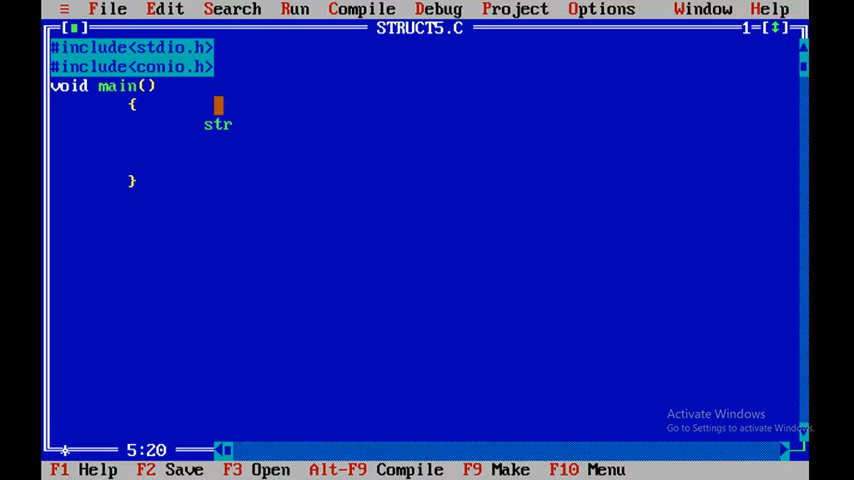 ≡ File Edit Search Run Compile Debug Project Options Window Help
[■] STRUCT5.C 1=[↕]
#include<stdio.h>
#include<conio.h>
void main()
{
str
}
Activate Windows
Go to Settings to activate Windows.
* 5:20
F1 Help F2 Save F3 Open Alt-F9 Compile F9 Make F10 Menu